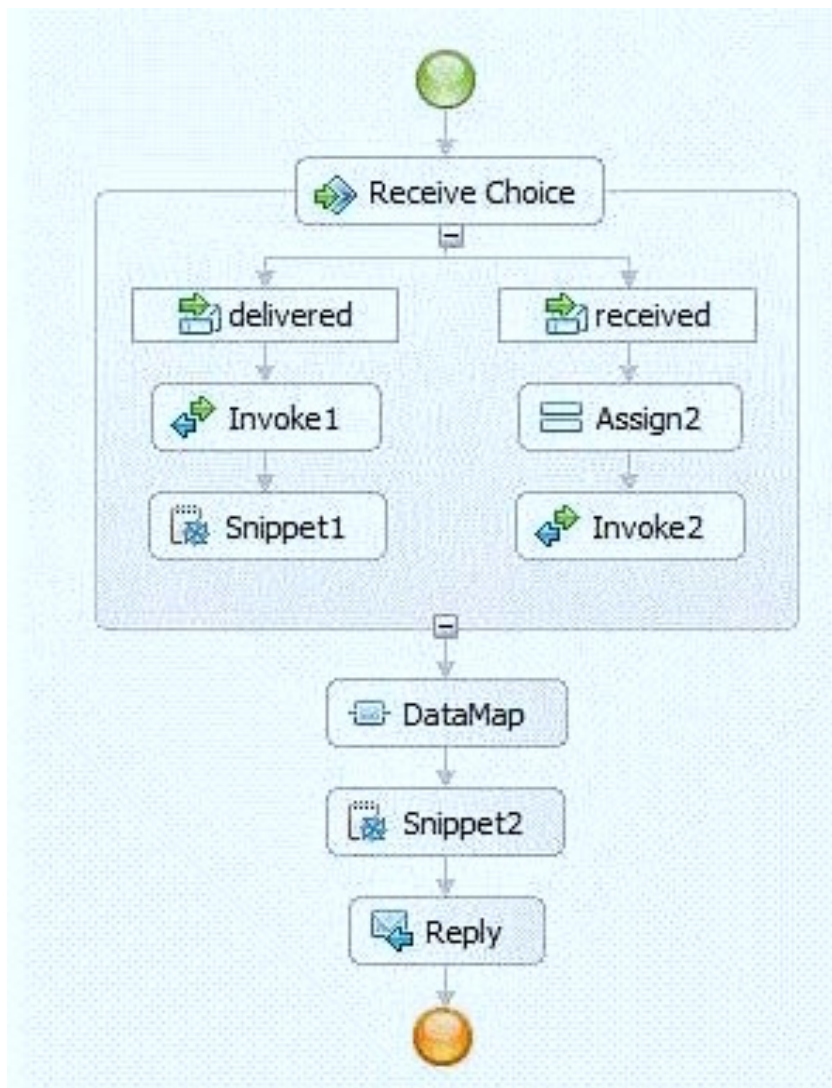 Receive Choice
delivered
received
Invoke1
Assign2
Snippet1
Invoke2
DataMap
Snippet2
Reply